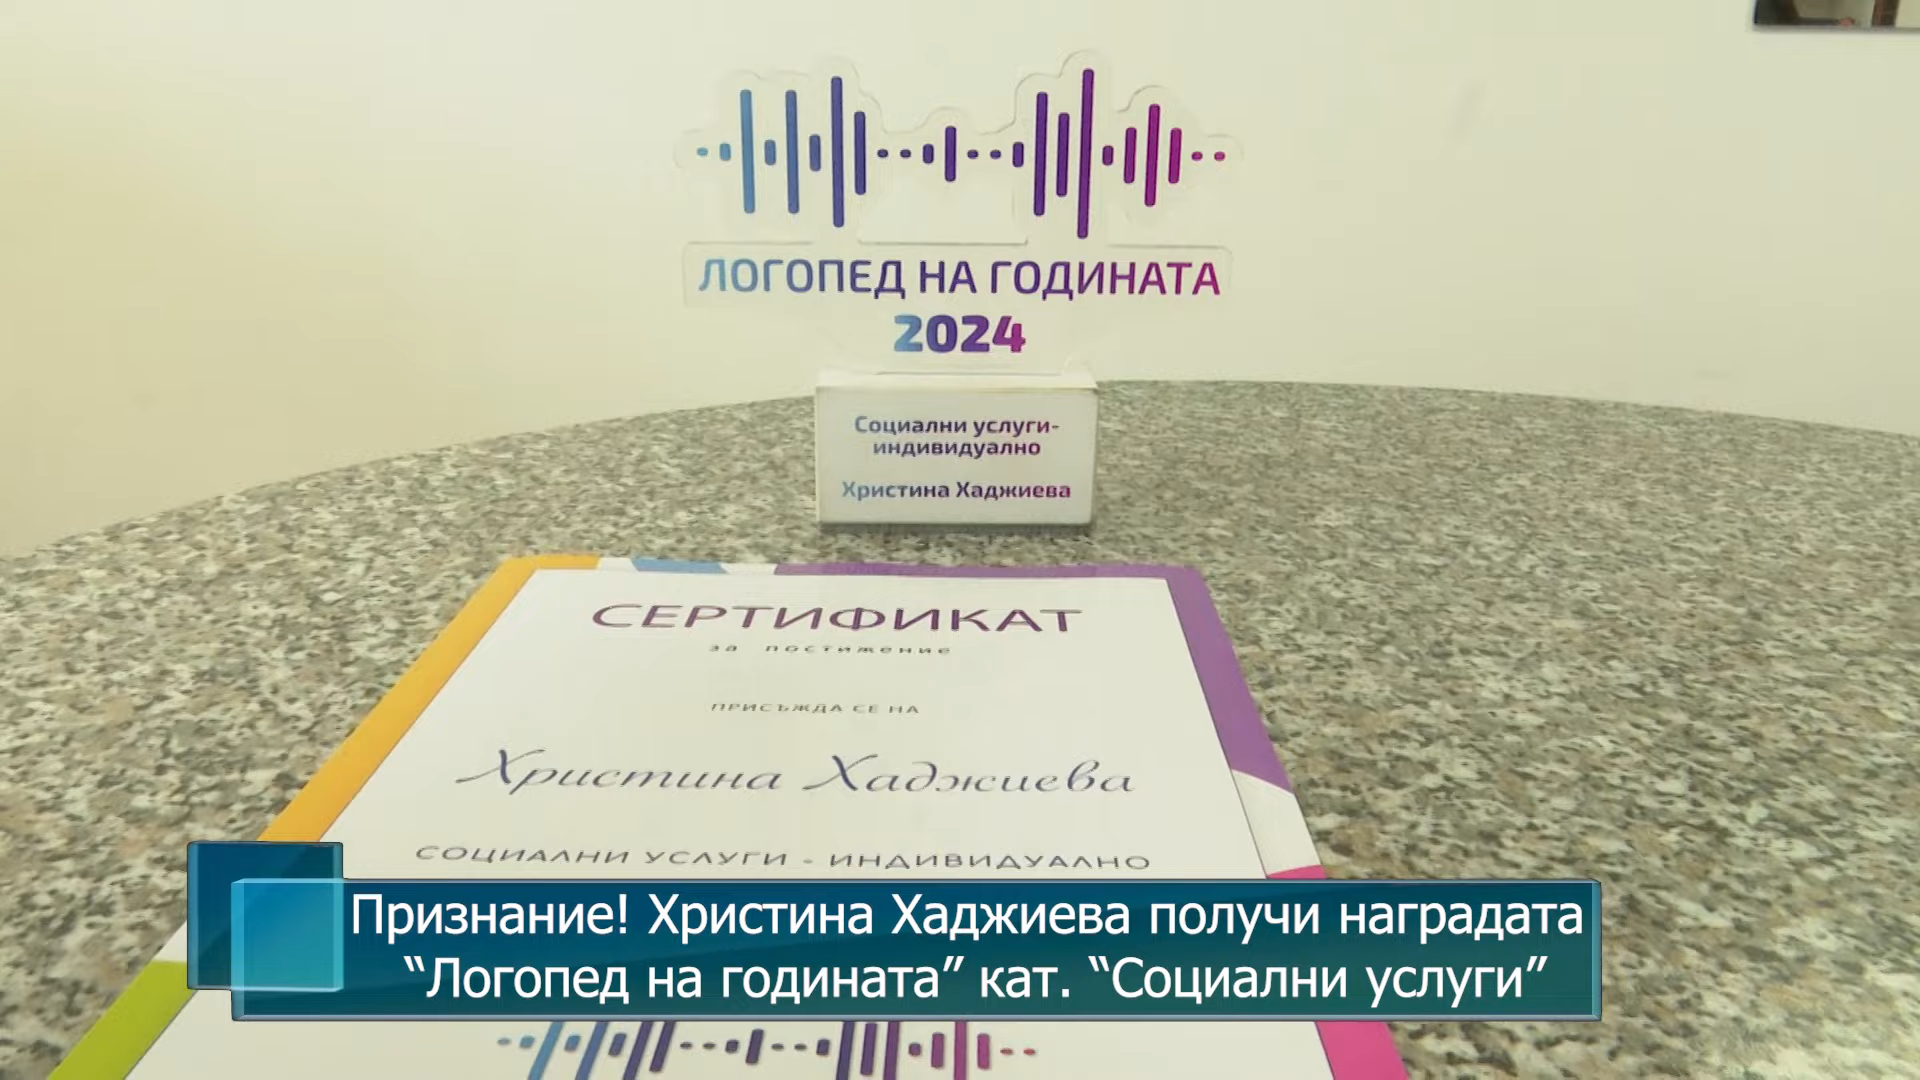 ЛОГОПЕД НА ГОДИНАТА
2024
Социални услуги-
индивидуално
Христина Хаджиева
СЕРТИФИКАТ
за постижение
ПРИСЪЖДА СЕ НА
Христина Хаджиева
СОЦИАЛНИ УСЛУГИ - ИНДИВИДУАЛНО
Признание! Христина Хаджиева получи наградата
“Логопед на годината” кат. “Социални услуги”